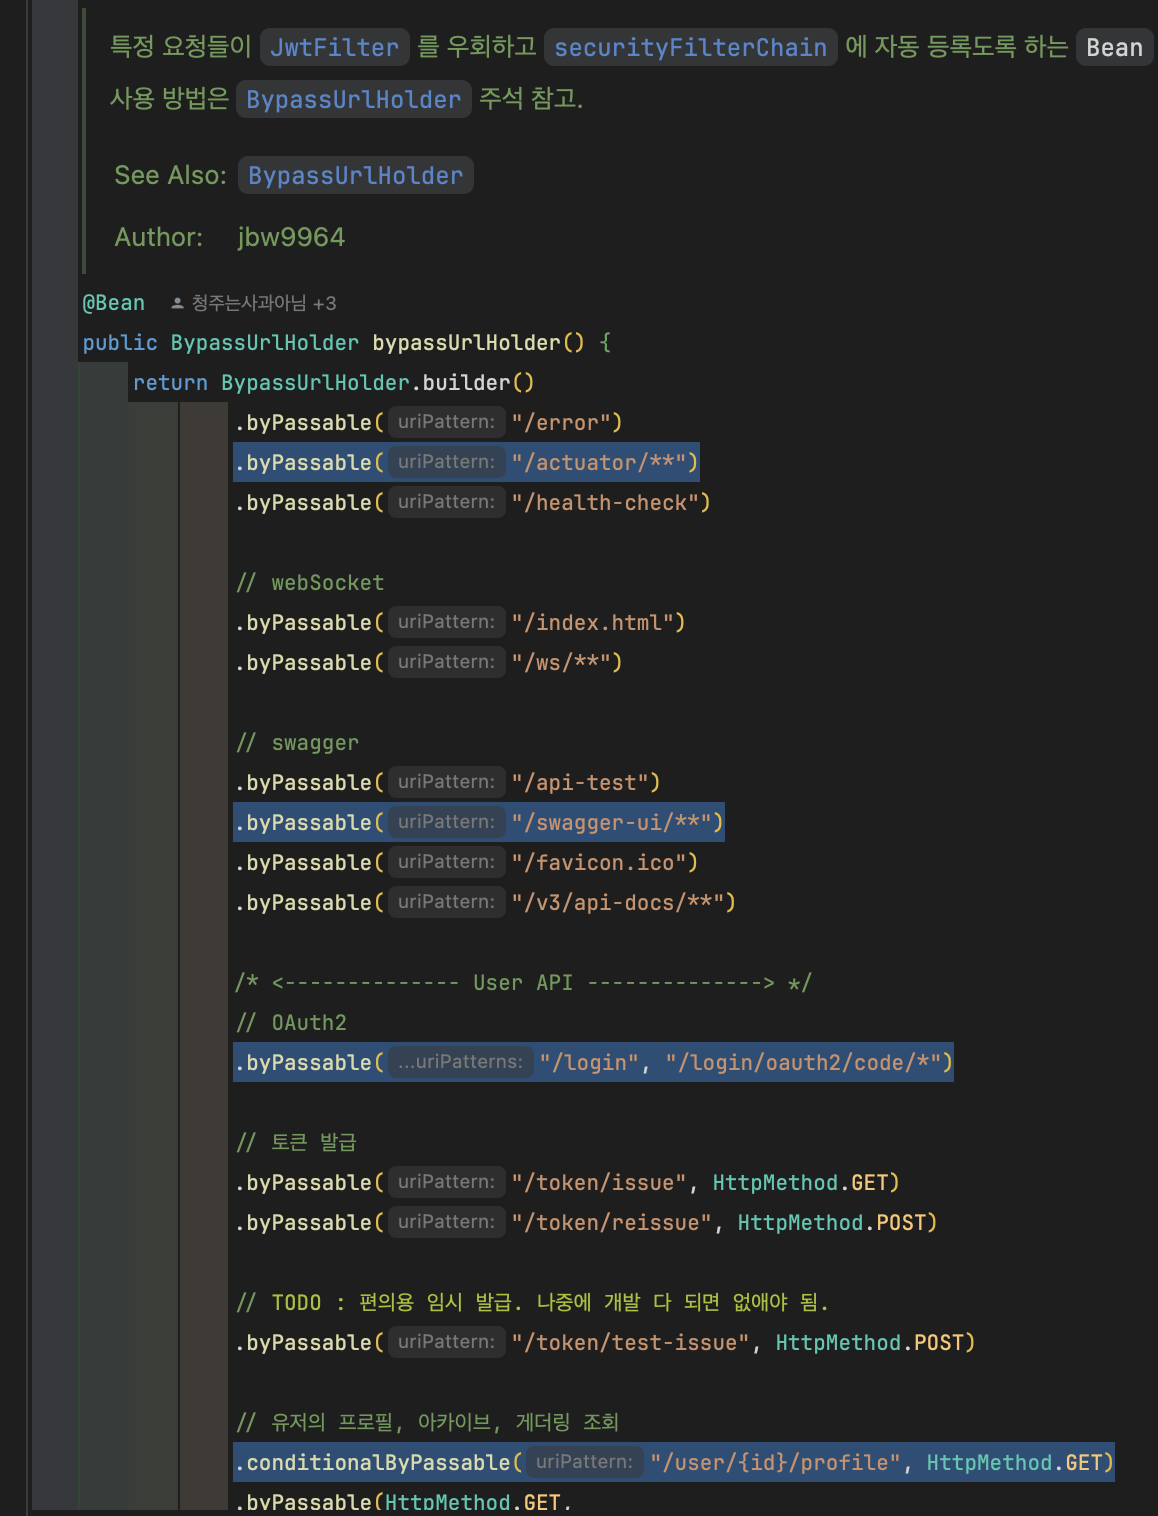 특정 요청들이 JwtFilter 를 우회하고 securityFilterChain 에 자동 등록도록 하는 Bean
사용 방법은 BypassUrlHolder 주석 참고.
See Also: BypassUrlHolder
Author: jbw9964
@Bean 청주는사과아님 +3
public BypassUrlHolder bypassUrlHolder() {
return BypassUrlHolder.builder()
.byPassable( uriPattern: "/error")
.byPassable( uriPattern: "/actuator/**")
.byPassable( uriPattern: "/health-check")
// webSocket
.byPassable( uriPattern: "/index.html")
.byPassable( uriPattern: "/ws/**")
// swagger
.byPassable( uriPattern: "/api-test")
.byPassable( uriPattern: "/swagger-ui/**")
.byPassable( uriPattern: "/favicon.ico")
.byPassable( uriPattern: "/v3/api-docs/**")
/* <-------------- User API --------------> */
// OAuth2
.byPassable( ...uriPatterns: "/login", "/login/oauth2/code/*")
// 토큰 발급
.byPassable( uriPattern: "/token/issue", HttpMethod.GET)
.byPassable( uriPattern: "/token/reissue", HttpMethod.POST)
// TODO : 편의용 임시 발급. 나중에 개발 다 되면 없애야 됨.
.byPassable( uriPattern: "/token/test-issue", HttpMethod.POST)
// 유저의 프로필, 아카이브, 게더링 조회
.conditionalByPassable( uriPattern: "/user/{id}/profile", HttpMethod.GET)
.byPassable(HttpMethod.GET,